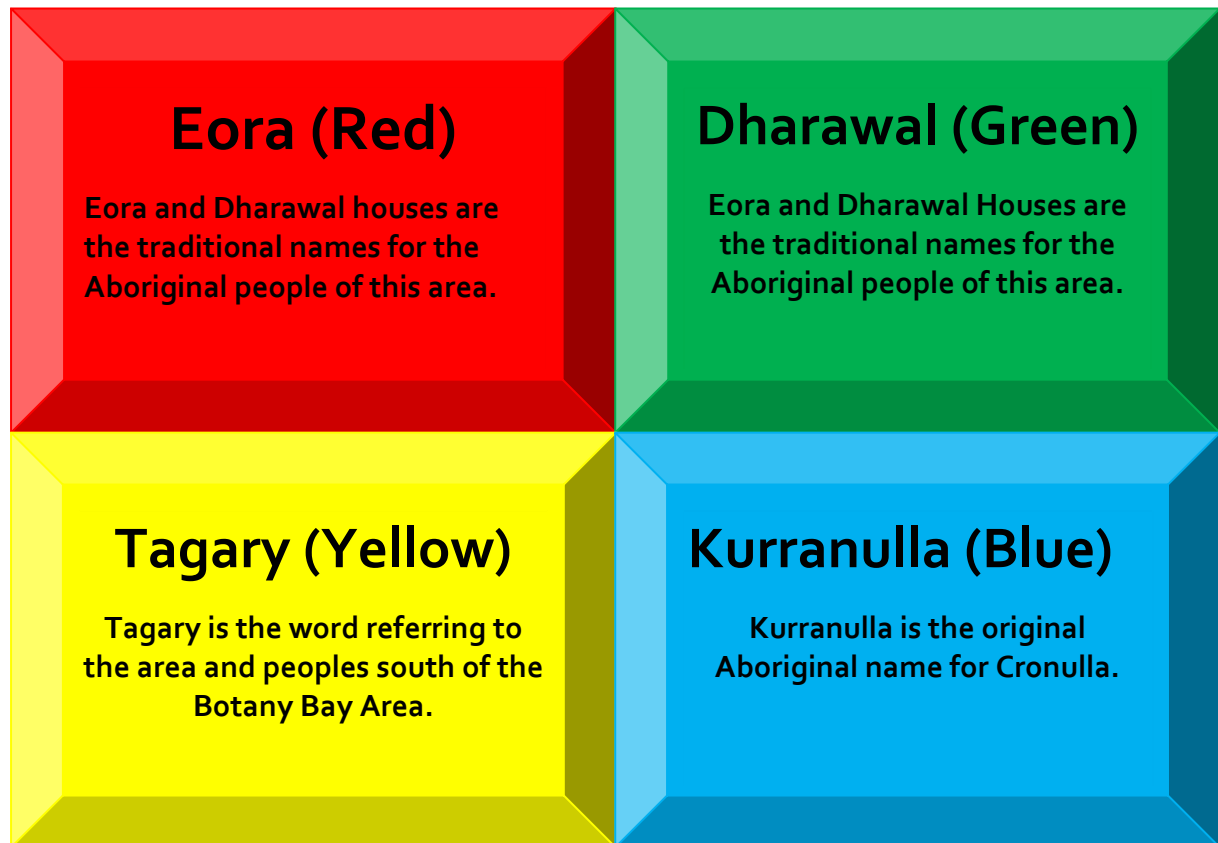 Eora (Red)
Eora and Dharawal houses are
the traditional names for the
Aboriginal people of this area.
Dharawal (Green)
Eora and Dharawal Houses are
the traditional names for the
Aboriginal people of this area.
Tagary (Yellow)
Tagary is the word referring to
the area and peoples south of the
Botany Bay Area.
Kurranulla (Blue)
Kurranulla is the original
Aboriginal name for Cronulla.